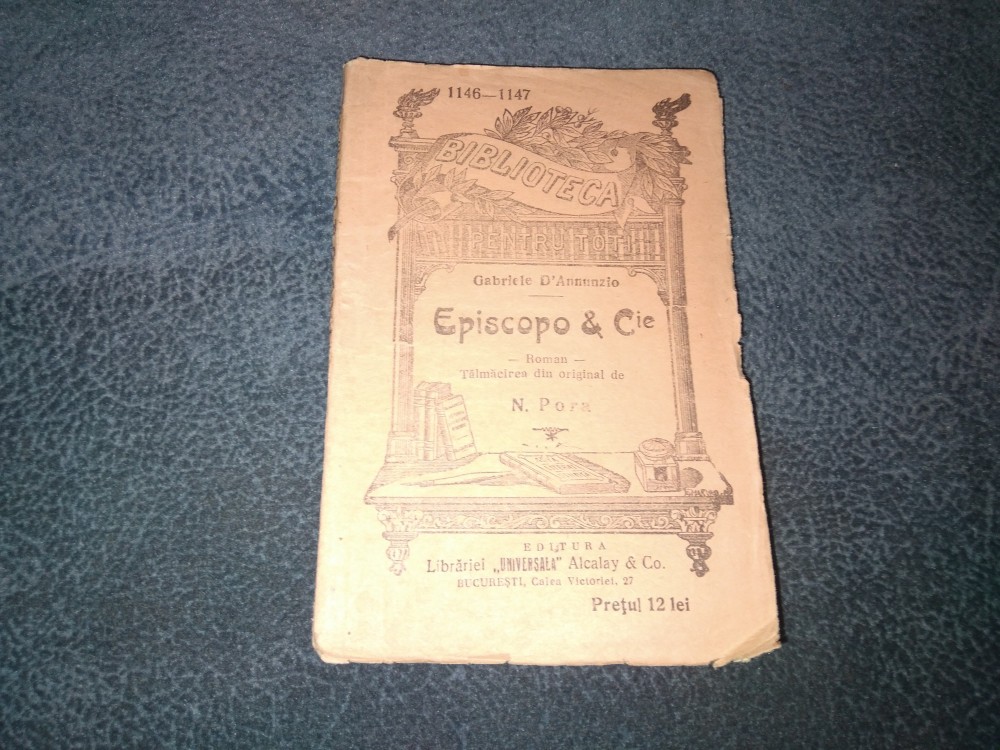 1146—1147
BIBLIOTECA
PENTRU TOTI
Gabriele D'Annunzio
Episcopo & Cie
— Roman —
Tălmăcirea din original de
N. Pora
EDITURA
Librăriei „UNIVERSALA" Alcalay & Co.
BUCUREŞTI, Calea Victoriei, 27
Preţul 12 lei